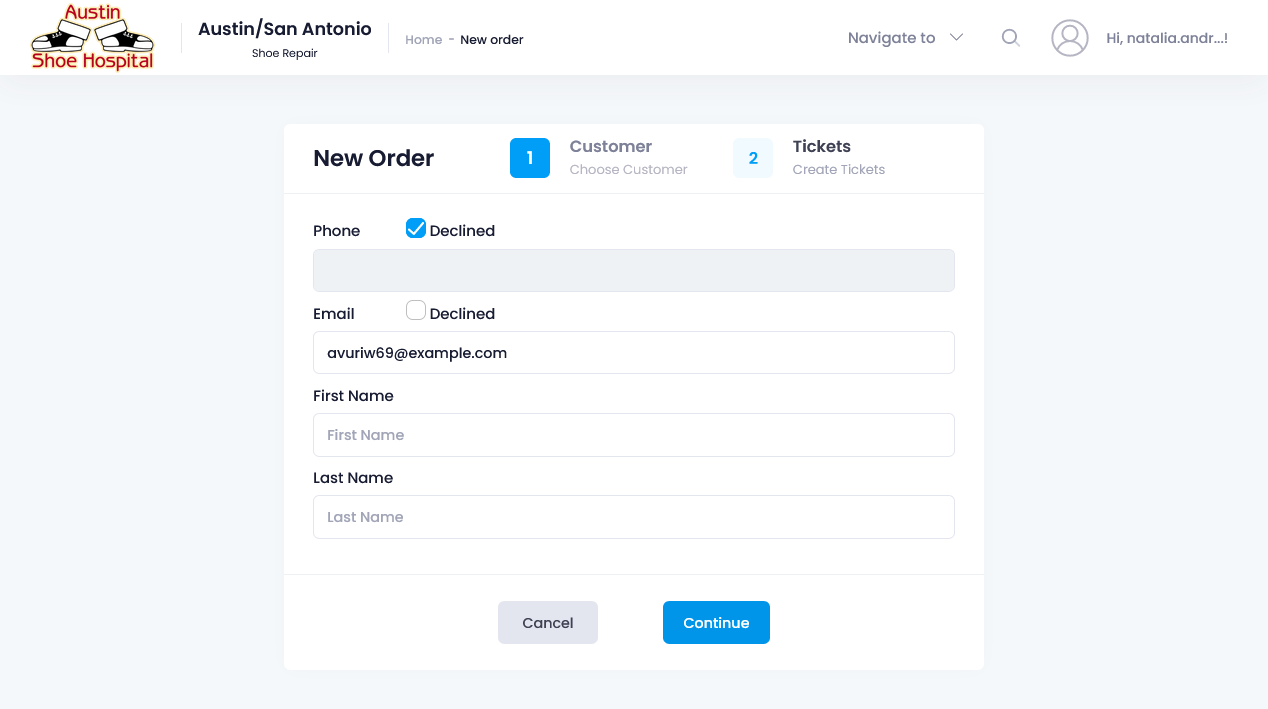 Austin
Shoe Hospital
Austin/San Antonio
Shoe Repair
Home - New order
Navigate to
Hi, natalia.andr...!
New Order
1
Customer
Choose Customer
2
Tickets
Create Tickets
Phone
Declined
Email
Declined
avuriw69@example.com
First Name
First Name
Last Name
Last Name
Cancel
Continue